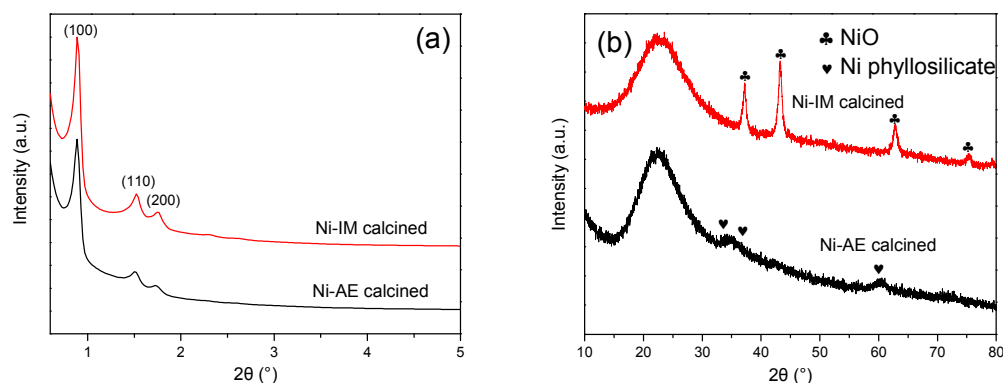 (a)
(100)
(110)
(200)
Ni-IM calcined
Ni-AE calcined
Intensity (a.u.)
1
2
3
4
5
2θ (°)
(b)
♣ NiO
♥ Ni phyllosilicate
♣
♣
♣
♣
Ni-IM calcined
♥
♥
♥
Ni-AE calcined
Intensity (a.u.)
10
20
30
40
50
60
70
80
2θ (°)